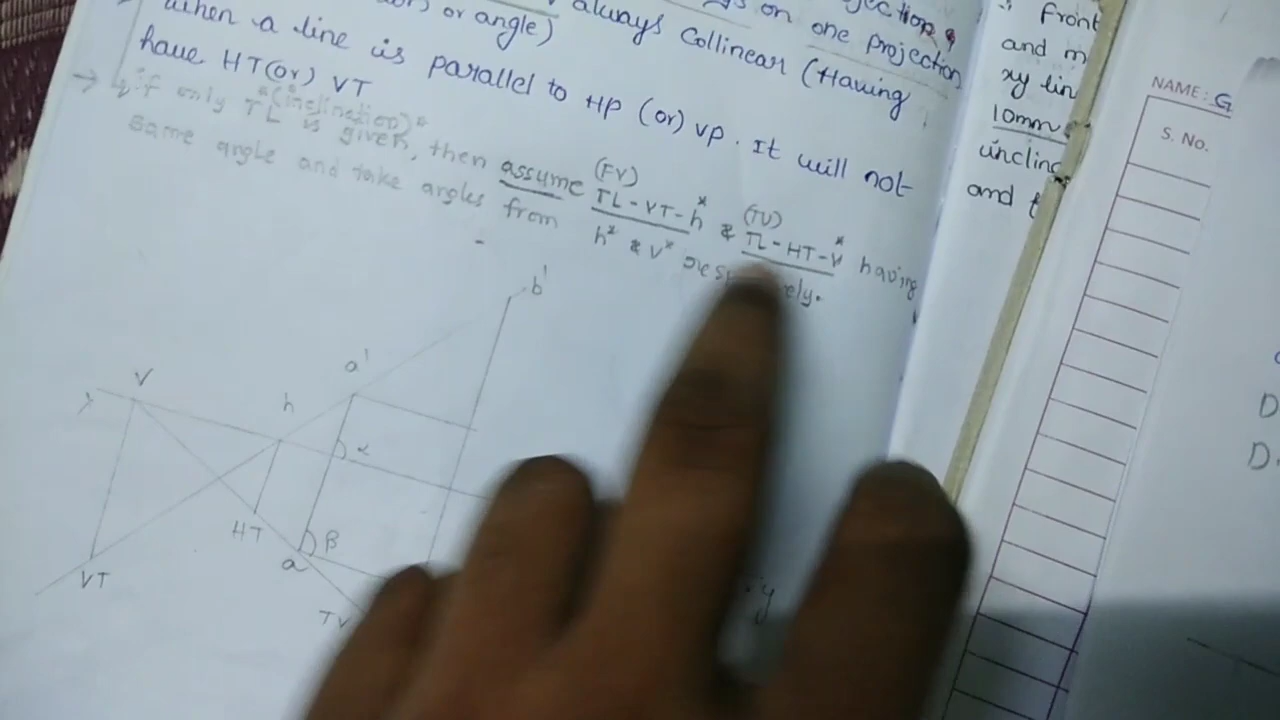 or angle)
always Collinear (Having
on one projection
When a line is parallel to HP (or) VP. It will not
have HT(or) VT
→ if only TL (inclination)* is given, then assume (FV) TL-VT-h* & (TV) TL-HT-V* having
same angle and take angles from h* & v*
b'
a'
V
h
X
α
HT
β
a
VT
TV
y
front
and m
xy lin
10mm
inclin
and t
NAME: G
S. No.
D
D